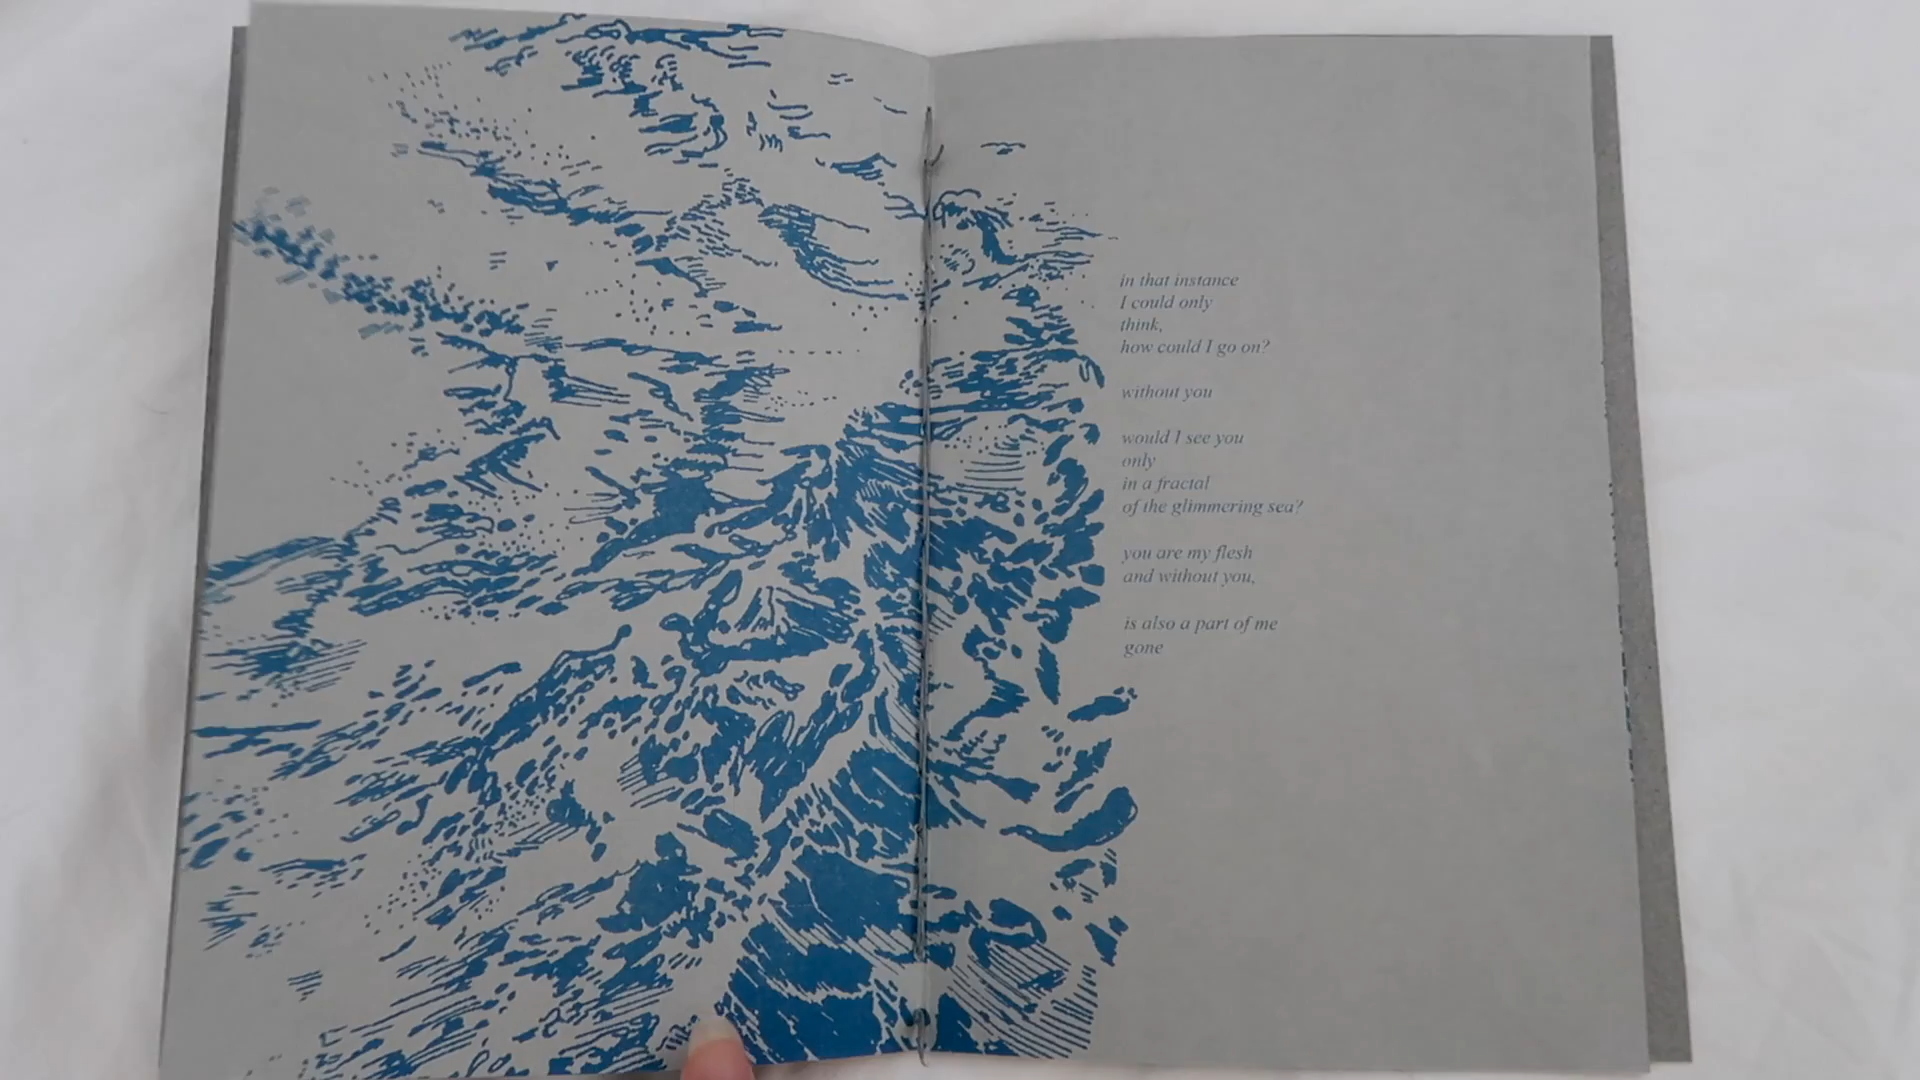 in that instance
I could only
think,
how could I go on?
without you
would I see you
only
in a fractal
of the glimmering sea?
you are my flesh
and without you,
is also a part of me
gone